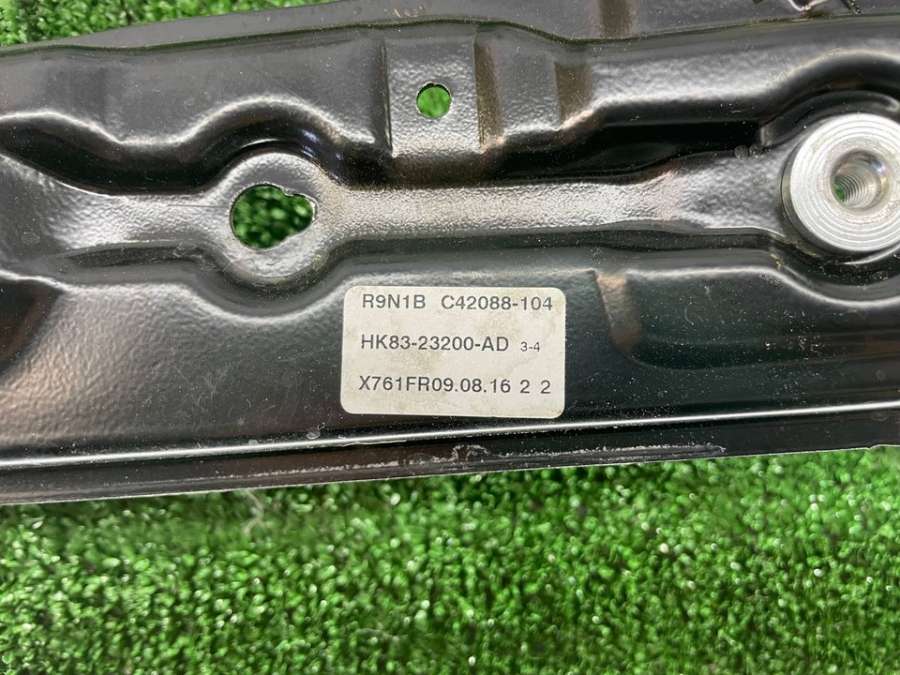 R9N1B C42088-104
HK83-23200-AD 3-4
X761FR09.08.16 2 2